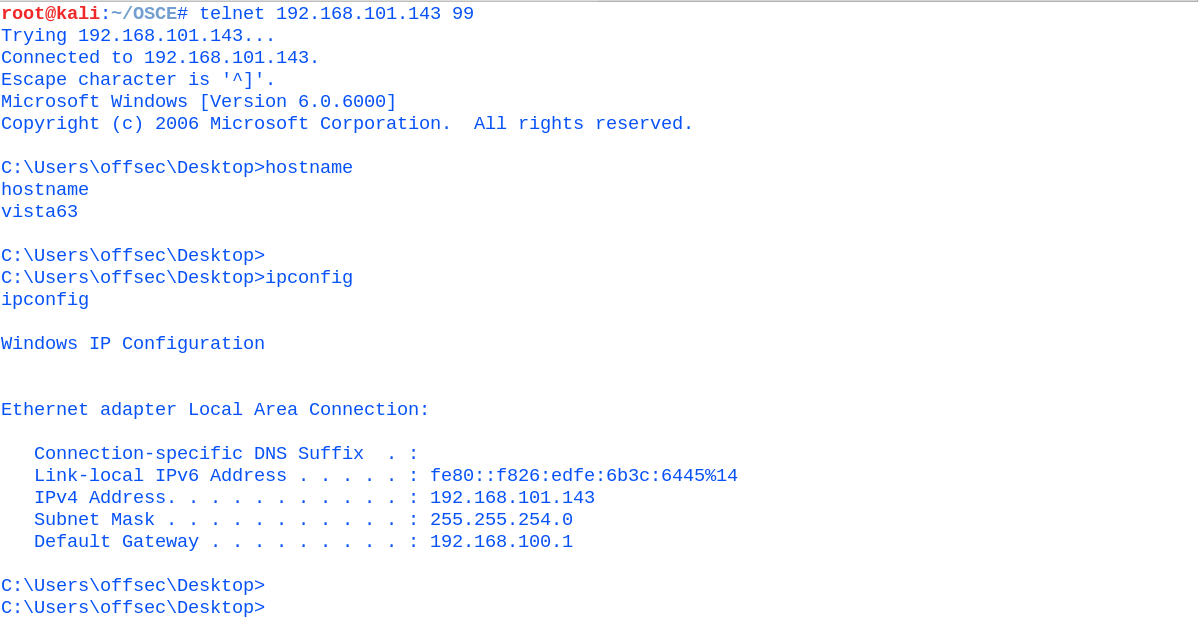 root@kali:~/OSCE# telnet 192.168.101.143 99
Trying 192.168.101.143...
Connected to 192.168.101.143.
Escape character is '^]'.
Microsoft Windows [Version 6.0.6000]
Copyright (c) 2006 Microsoft Corporation.  All rights reserved.

C:\Users\offsec\Desktop>hostname
hostname
vista63

C:\Users\offsec\Desktop>
C:\Users\offsec\Desktop>ipconfig
ipconfig

Windows IP Configuration


Ethernet adapter Local Area Connection:

   Connection-specific DNS Suffix  . :
   Link-local IPv6 Address . . . . . : fe80::f826:edfe:6b3c:6445%14
   IPv4 Address. . . . . . . . . . . : 192.168.101.143
   Subnet Mask . . . . . . . . . . . : 255.255.254.0
   Default Gateway . . . . . . . . . : 192.168.100.1

C:\Users\offsec\Desktop>
C:\Users\offsec\Desktop>